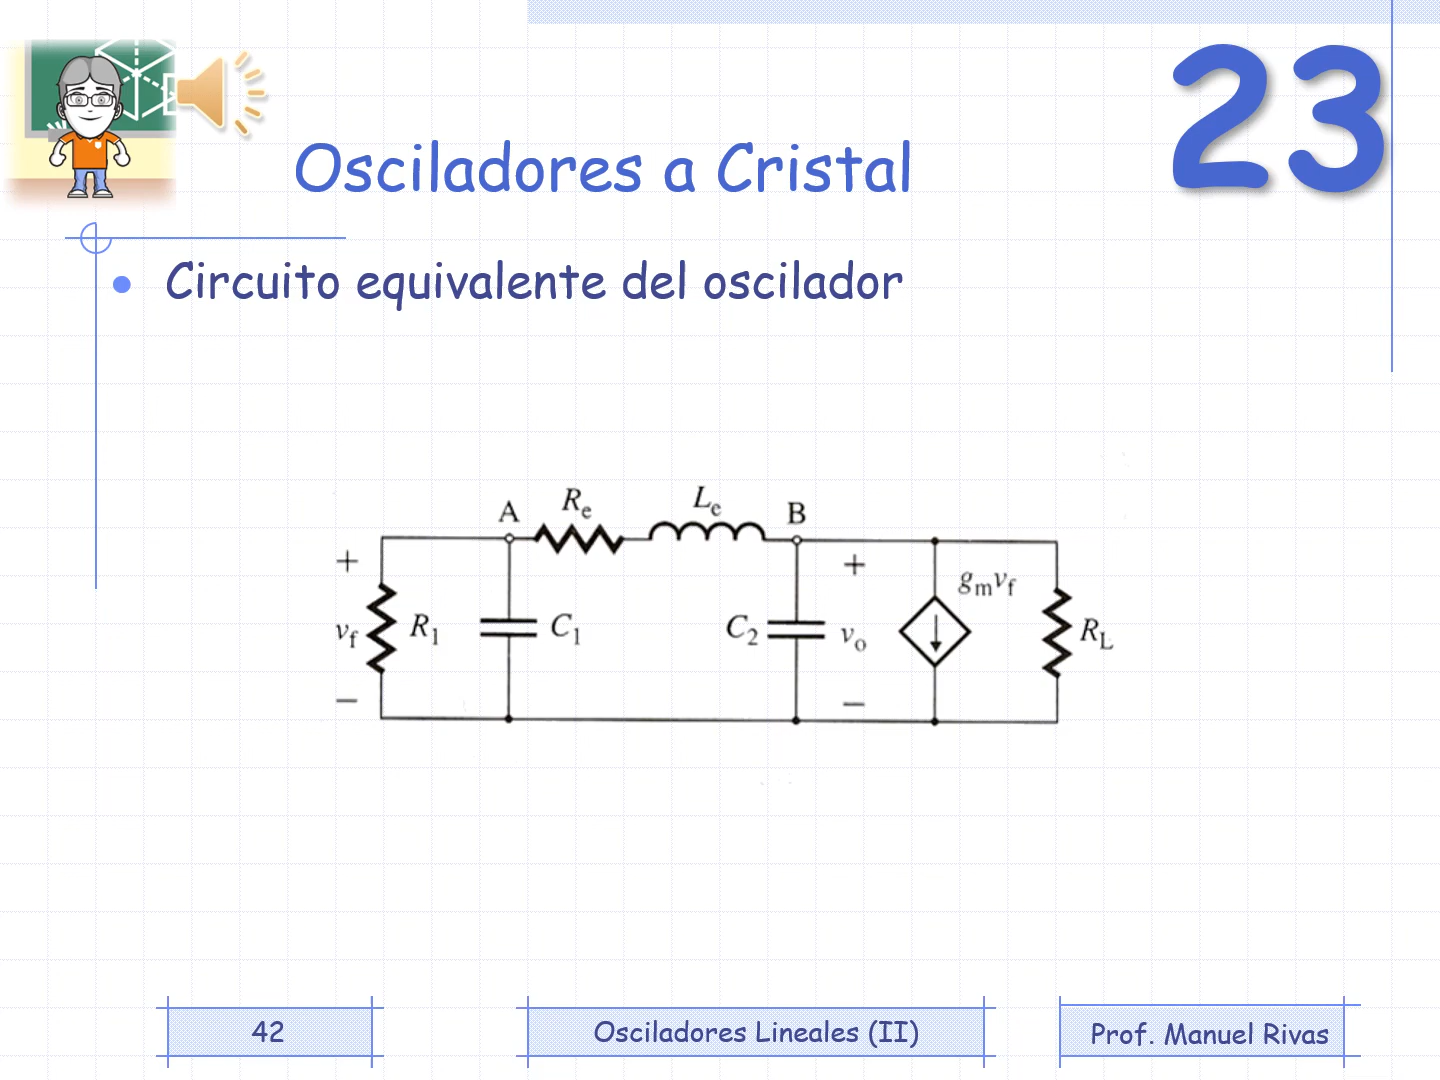 23
Osciladores a Cristal
Circuito equivalente del oscilador
A Re Le B
+ + gmvf
vf R1 C1 C2 vo RL
− −
42 Osciladores Lineales (II) Prof. Manuel Rivas